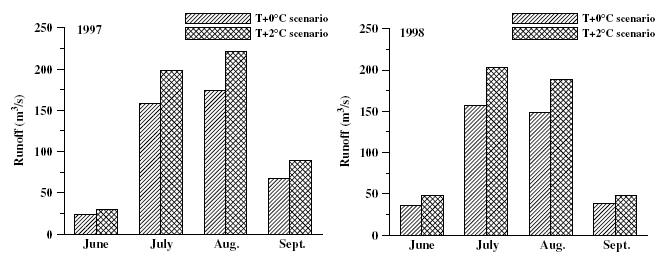 1997
T+0°C scenario
T+2°C scenario
Runoff (m³/s)
250
200
150
100
50
0
June July Aug. Sept.
1998
T+0°C scenario
T+2°C scenario
Runoff (m³/s)
250
200
150
100
50
0
June July Aug. Sept.